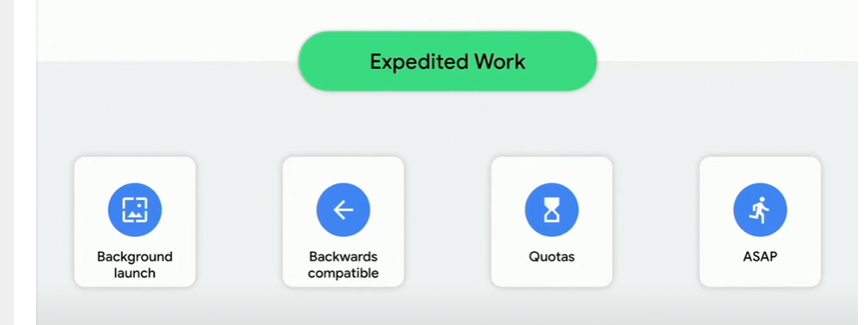 Expedited Work
Background
launch
Backwards
compatible
Quotas
ASAP